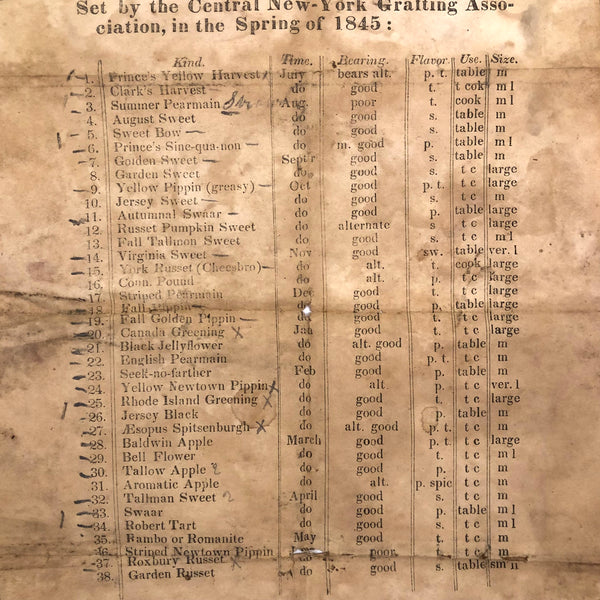 Set by the Central New-York Grafting Asso-
ciation, in the Spring of 1845:
Kind. Time. Bearing. Flavor. Use. Size.
1. Prince's Yellow Harvest x July bears alt. p. t. table m
2. Clark's Harvest do good t. t cok m l
3. Summer Pearmain Aug. poor t. cook m l
4. August Sweet do good s. table m
5. Sweet Bow do good s. table m
6. Prince's Sine-qua-non do m. good p. table m l
7. Golden Sweet Sept'r good s. table m
8. Garden Sweet do good s. t c large
9. Yellow Pippin (greasy) Oct good p. t. t c large
10. Jersey Sweet do good s. t c m
11. Autumnal Swaar do good p. table large
12. Russet Pumpkin Sweet do alternate s t c large
13. Fall Tallmon Sweet do good s. t c m l
14. Virginia Sweet Nov good sw. table ver. l
15. York Russet (Cheesbro) do alt. t. cook large
16. Conn. Pound do alt. t c large
17. Striped Pearmain Dec good t. t c large
18. Fall Pippin do good p. table large
19. Fall Golden Pippin do good t. t c large
20. Canada Greening x Jan good t. t c large
21. Black Jellyflower do alt. good p. table m
22. English Pearmain do good p. t. t c m
23. Seek-no-farther Feb good p. table m
24. Yellow Newtown Pippin x do alt. p. t c ver. l
25. Rhode Island Greening x do good t. t c large
26. Jersey Black do good p. table m
27. Æsopus Spitsenburgh x do alt. good p. t. t c m
28. Baldwin Apple March good p. t. t c large
29. Bell Flower do good t. t c m l
30. Tallow Apple ? do good t. t c m
31. Aromatic Apple do alt. p. spic t c m
32. Tallman Sweet ? April good s. t c m
33. Swaar do good p. table m l
34. Robert Tart do good t. t c m l
35. Rambo or Romanite May good t. t c m
36. Striped Newtown Pippin poor t. t c m
37. Roxbury Russet x do good s. table sm'n
38. Garden Russet